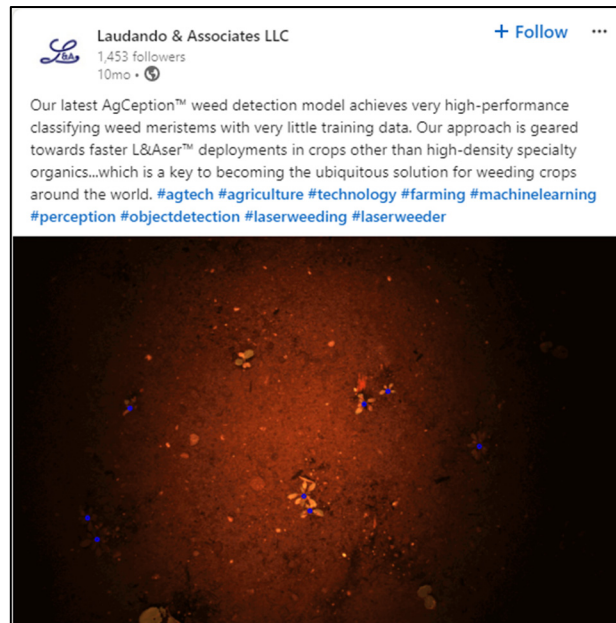 L&A
Laudando & Associates LLC
+ Follow
1,453 followers
10mo •
Our latest AgCeption™ weed detection model achieves very high-performance
classifying weed meristems with very little training data. Our approach is geared
towards faster L&Aser™ deployments in crops other than high-density specialty
organics...which is a key to becoming the ubiquitous solution for weeding crops
around the world. #agtech #agriculture #technology #farming #machinelearning
#perception #objectdetection #laserweeding #laserweeder